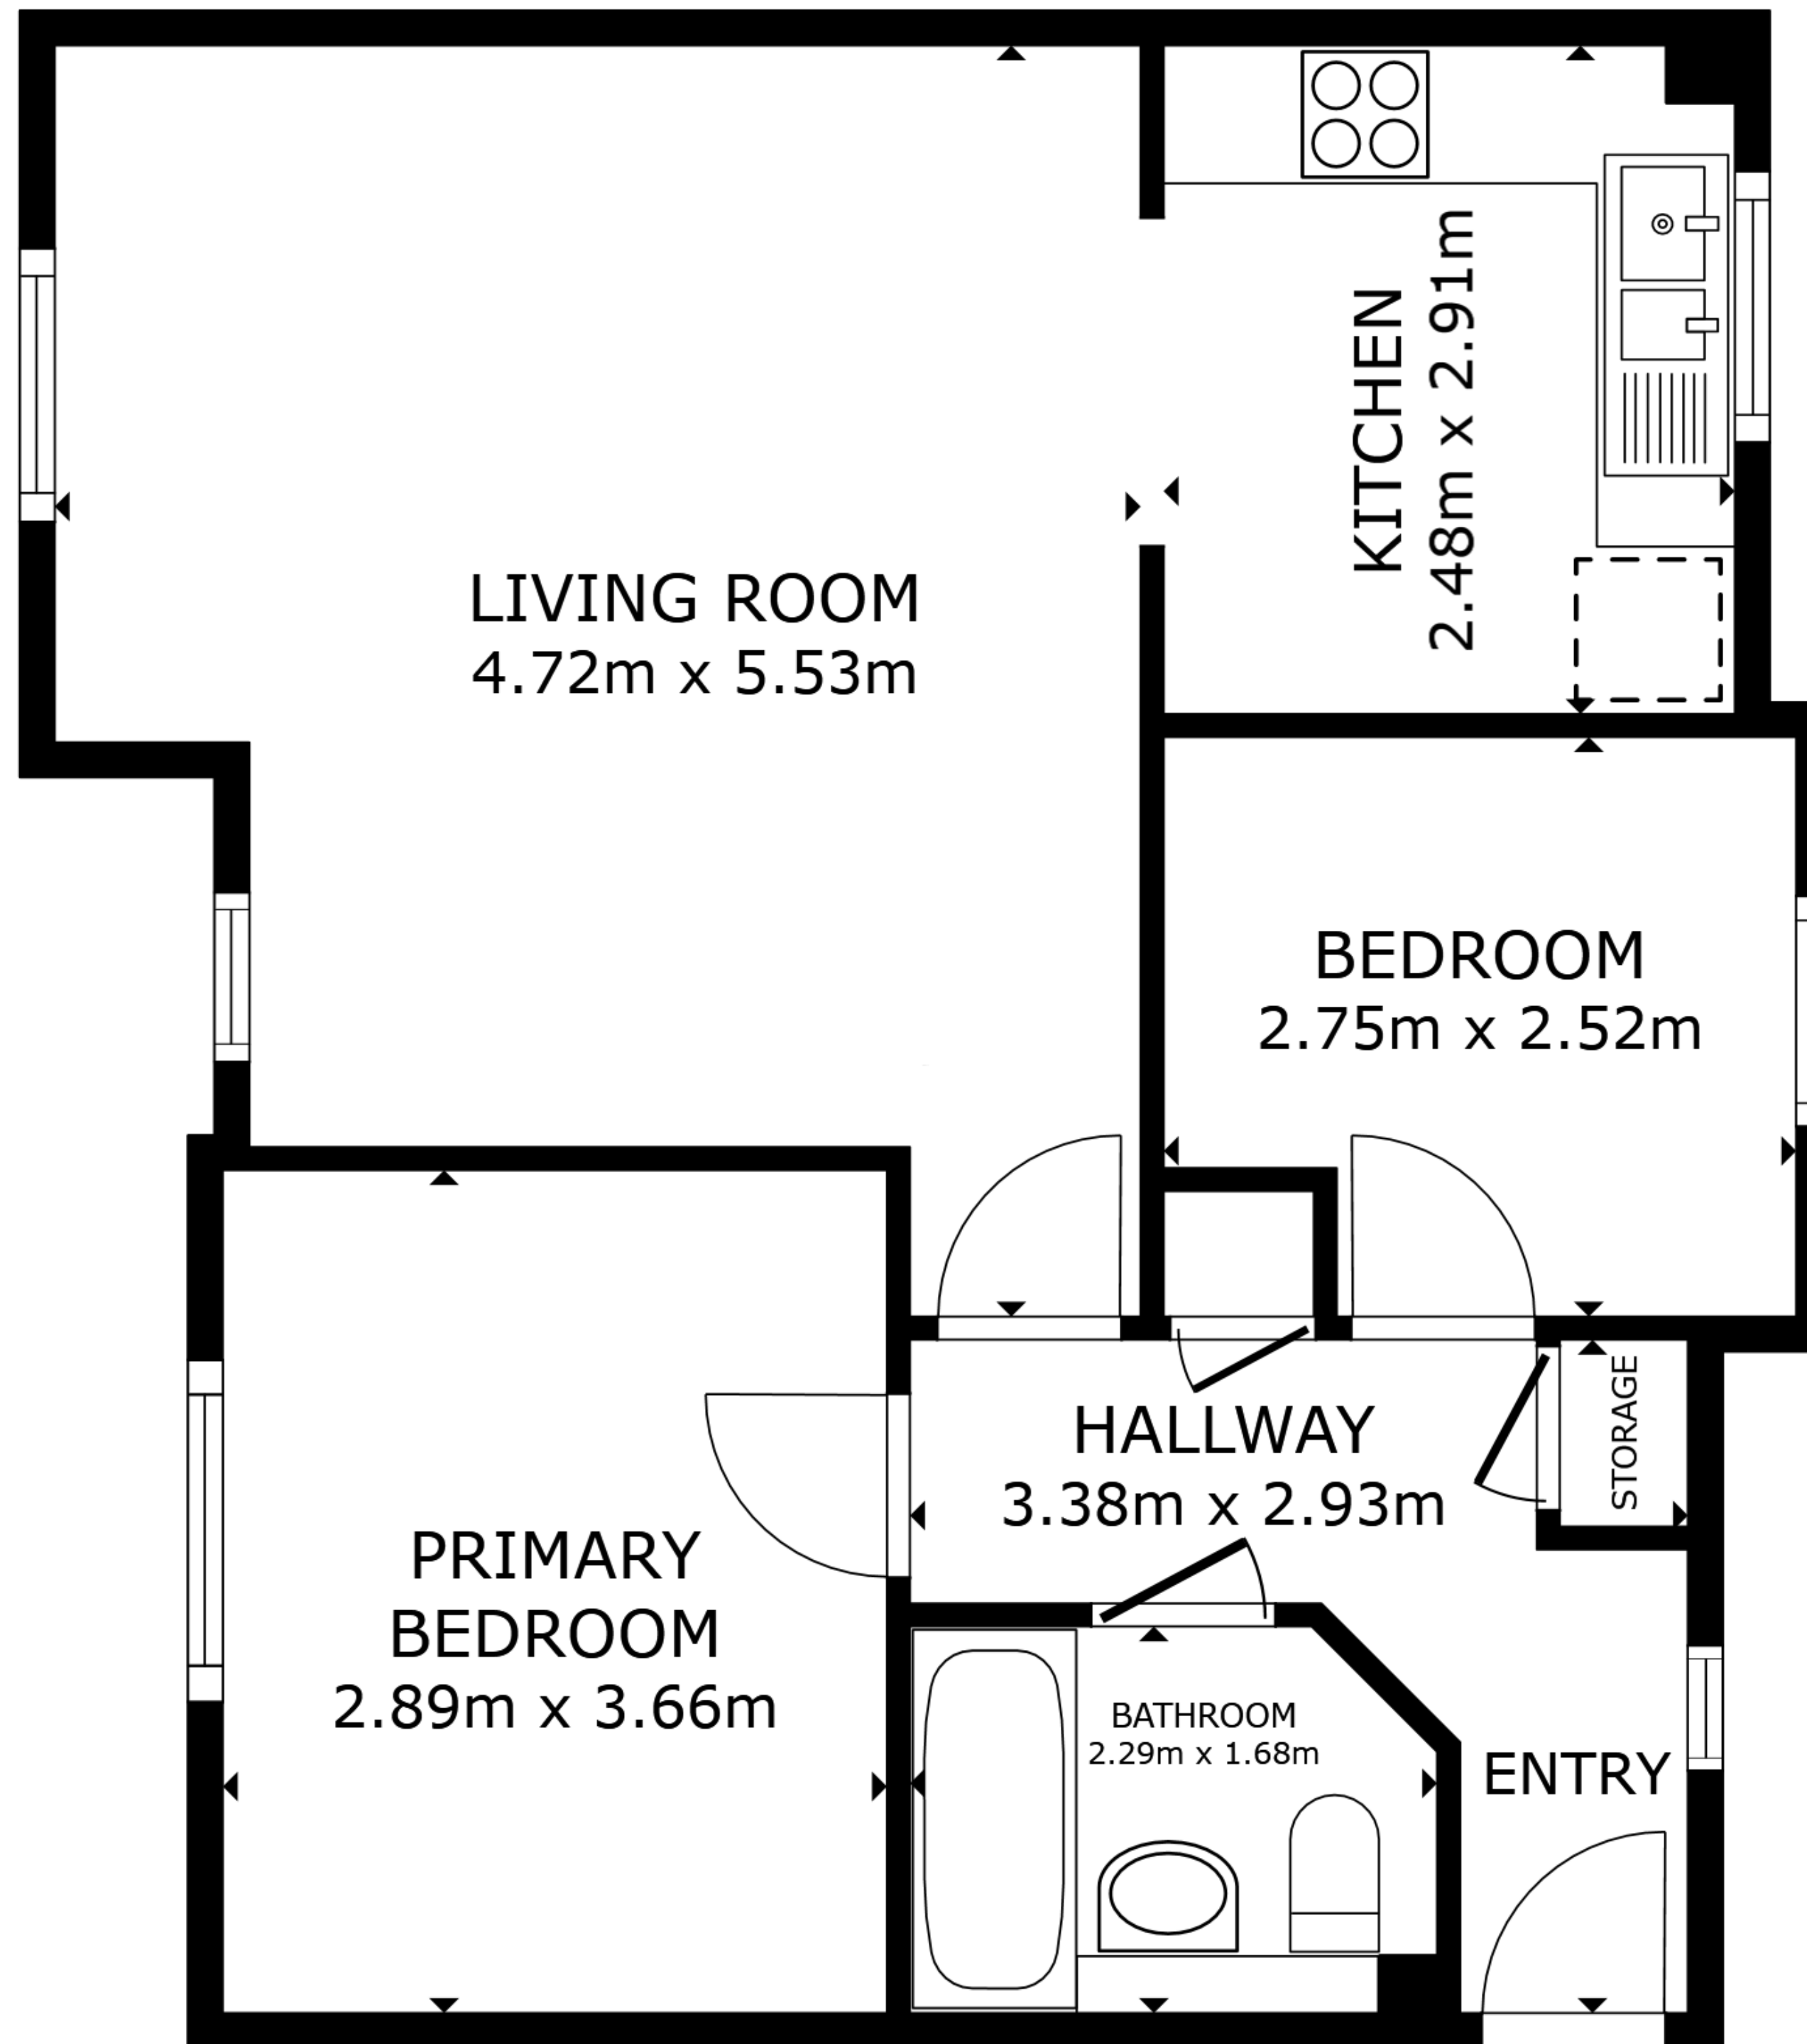 KITCHEN
2.48m x 2.91m
LIVING ROOM
4.72m x 5.53m
BEDROOM
2.75m x 2.52m
HALLWAY
3.38m x 2.93m
STORAGE
PRIMARY
BEDROOM
2.89m x 3.66m
BATHROOM
2.29m x 1.68m
ENTRY